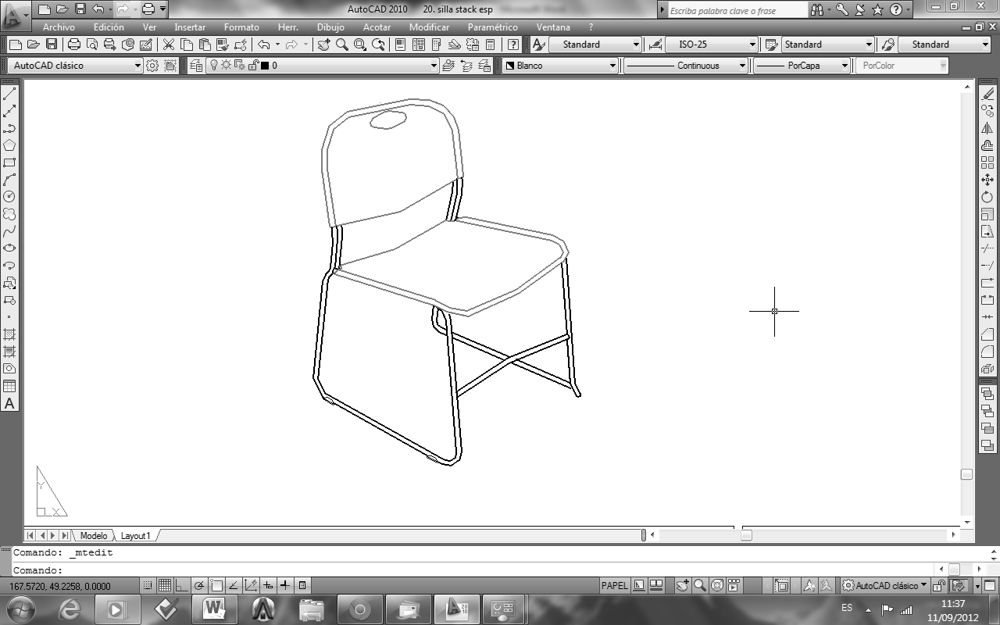 AutoCAD 2010 20. silla stack esp
Escriba palabra clave o frase
Archivo Edición Ver Insertar Formato Herr. Dibujo Acotar Modificar Paramétrico Ventana ?
Standard ISO-25 Standard Standard
AutoCAD clásico 0 Blanco Continuous PorCapa PorColor
A
Y
X
Modelo Layout1
Comando: _mtedit
Comando:
167.5720, 49.2258, 0.0000 PAPEL AutoCAD clásico
ES 11:37
11/09/2012